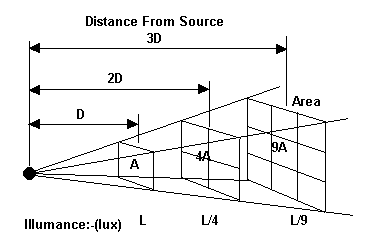 Distance From Source
3D
2D
D
Area
A
4A
9A
Illumance:-(lux) L L/4 L/9